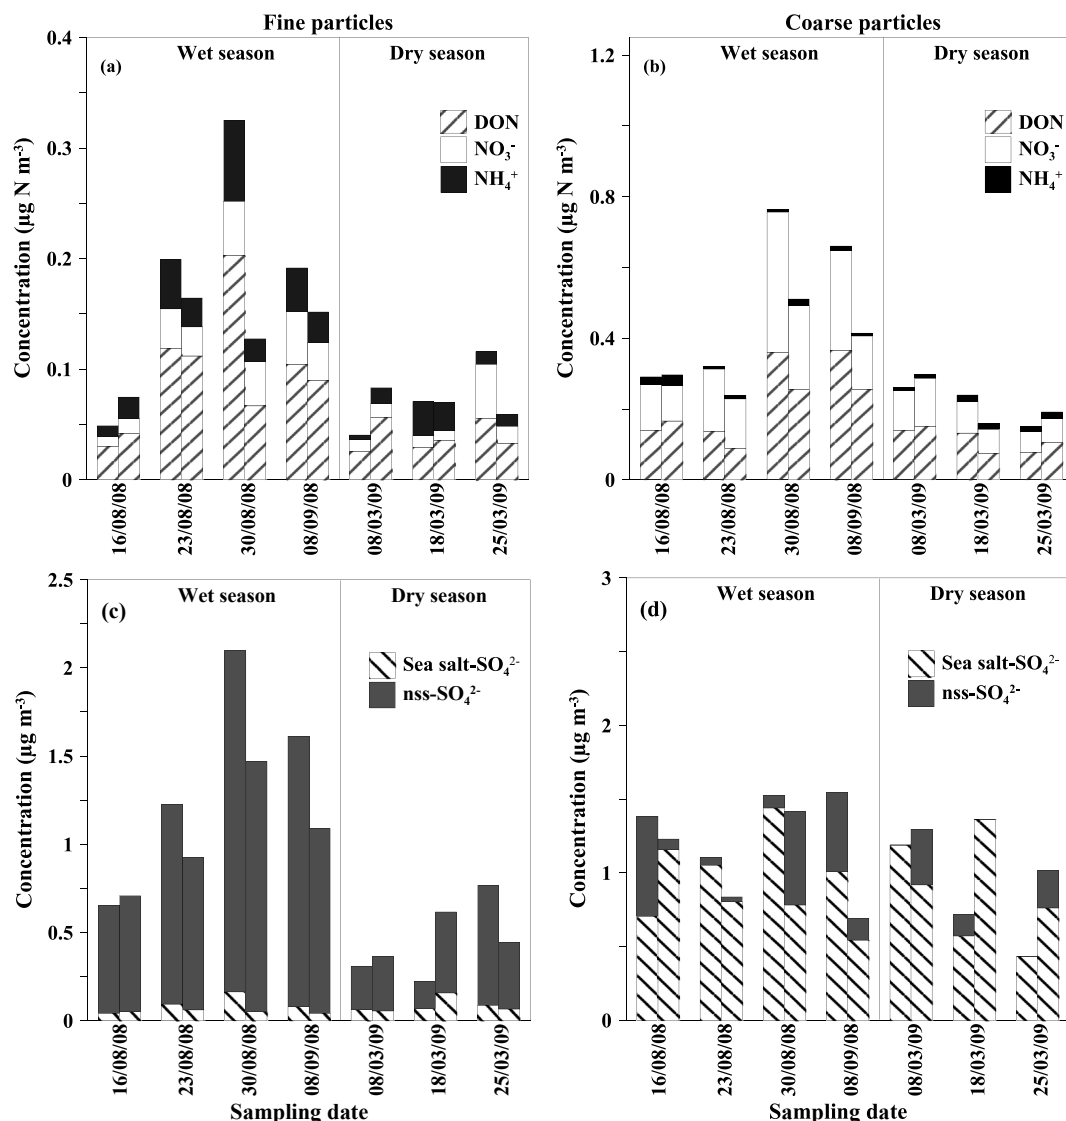 Fine particles
Coarse particles
(a)
Wet season
Dry season
DON
NO₃⁻
NH₄⁺
Concentration (µg N m⁻³)
0.4
0.3
0.2
0.1
0
16/08/08
23/08/08
30/08/08
08/09/08
08/03/09
18/03/09
25/03/09
(b)
Wet season
Dry season
DON
NO₃⁻
NH₄⁺
Concentration (µg N m⁻³)
1.2
0.8
0.4
0
16/08/08
23/08/08
30/08/08
08/09/08
08/03/09
18/03/09
25/03/09
(c)
Wet season
Dry season
Sea salt-SO₄²⁻
nss-SO₄²⁻
Concentration (µg m⁻³)
2.5
2
1.5
1
0.5
0
16/08/08
23/08/08
30/08/08
08/09/08
08/03/09
18/03/09
25/03/09
Sampling date
(d)
Wet season
Dry season
Sea salt-SO₄²⁻
nss-SO₄²⁻
Concentration (µg m⁻³)
3
2
1
0
16/08/08
23/08/08
30/08/08
08/09/08
08/03/09
18/03/09
25/03/09
Sampling date